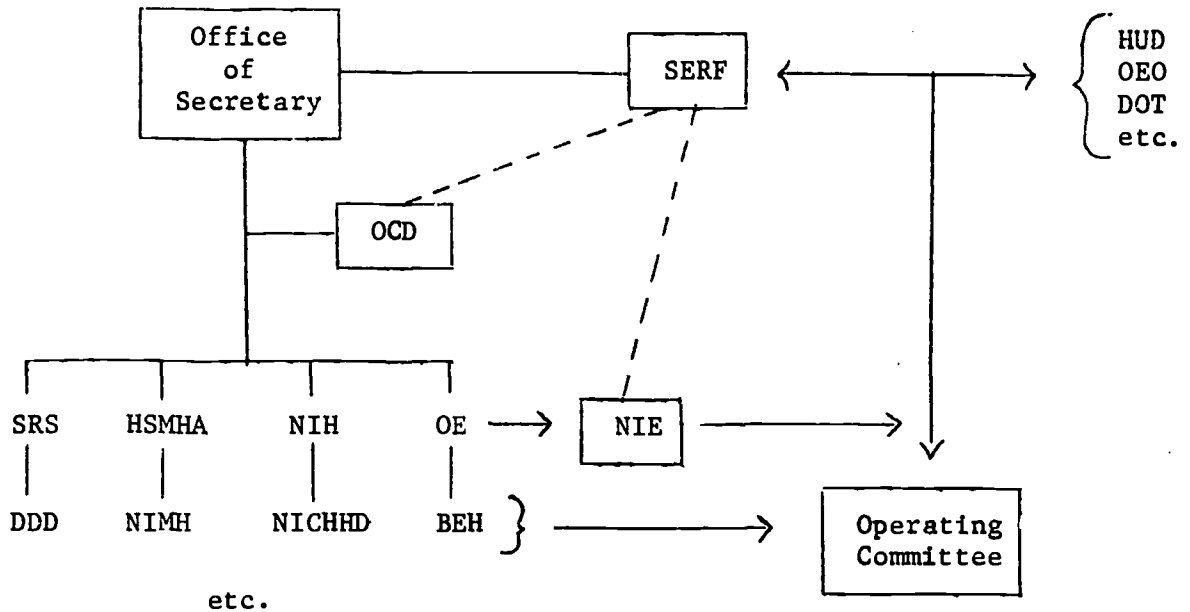 Office
of
Secretary
SERF
HUD
OEO
DOT
etc.
OCD
SRS HSMHA NIH OE NIE
DDD NIMH NICHHD BEH
Operating
Committee
etc.